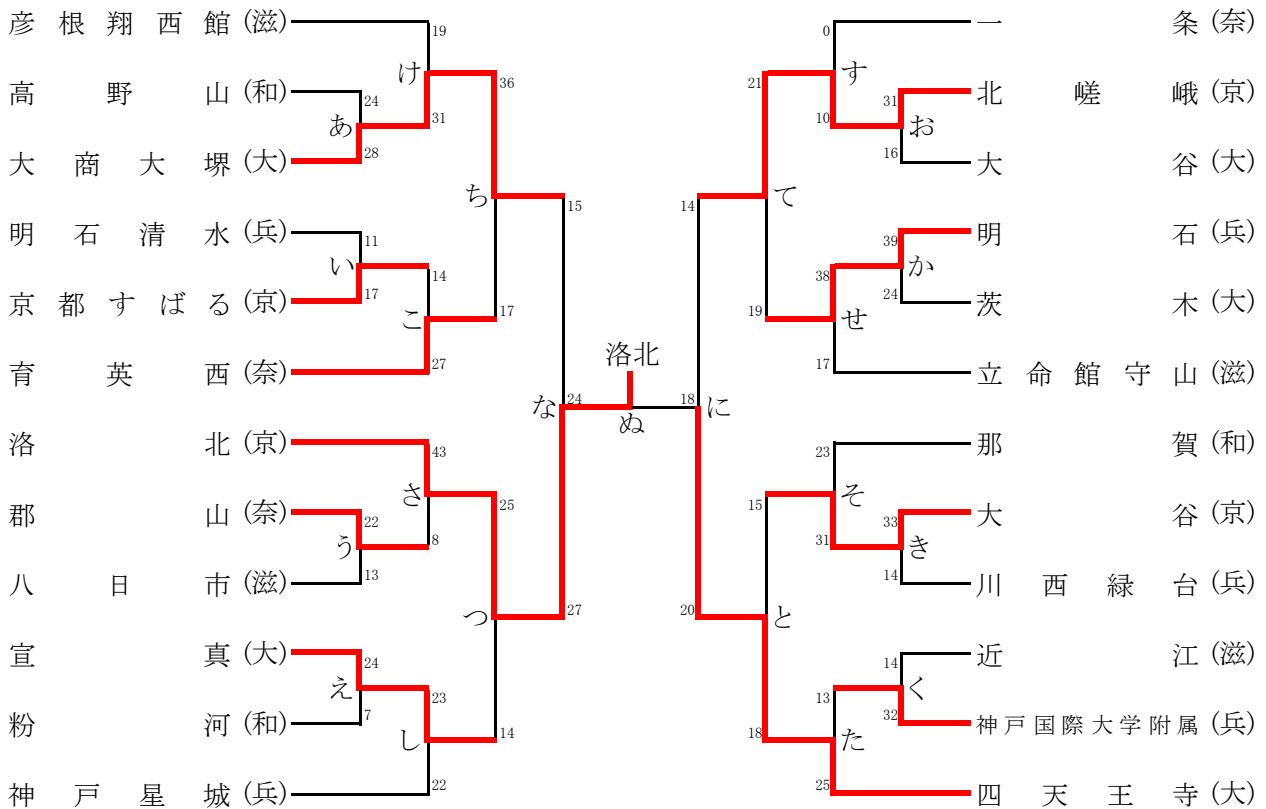 彦根翔西館(滋) 19 0 一条(奈)
け 36 21 す
高野山(和) 24 31 北嵯峨(京)
あ 31 10 お
大商大堺(大) 28 16 大谷(大)
ち 15 14 て
明石清水(兵) 11 39 明石(兵)
い 14 38 か
京都すばる(京) 17 24 茨木(大)
こ 17 19 せ
洛北
育英西(奈) 27 17 立命館守山(滋)
な 24 ぬ 18 に
洛北(京) 43 23 那賀(和)
さ 25 15 そ
郡山(奈) 22 33 大谷(京)
う 8 31 き
八日市(滋) 13 14 川西緑台(兵)
つ 27 20 と
宣真(大) 24 14 近江(滋)
え 23 13 く
粉河(和) 7 32 神戸国際大学附属(兵)
し 14 18 た
神戸星城(兵) 22 25 四天王寺(大)